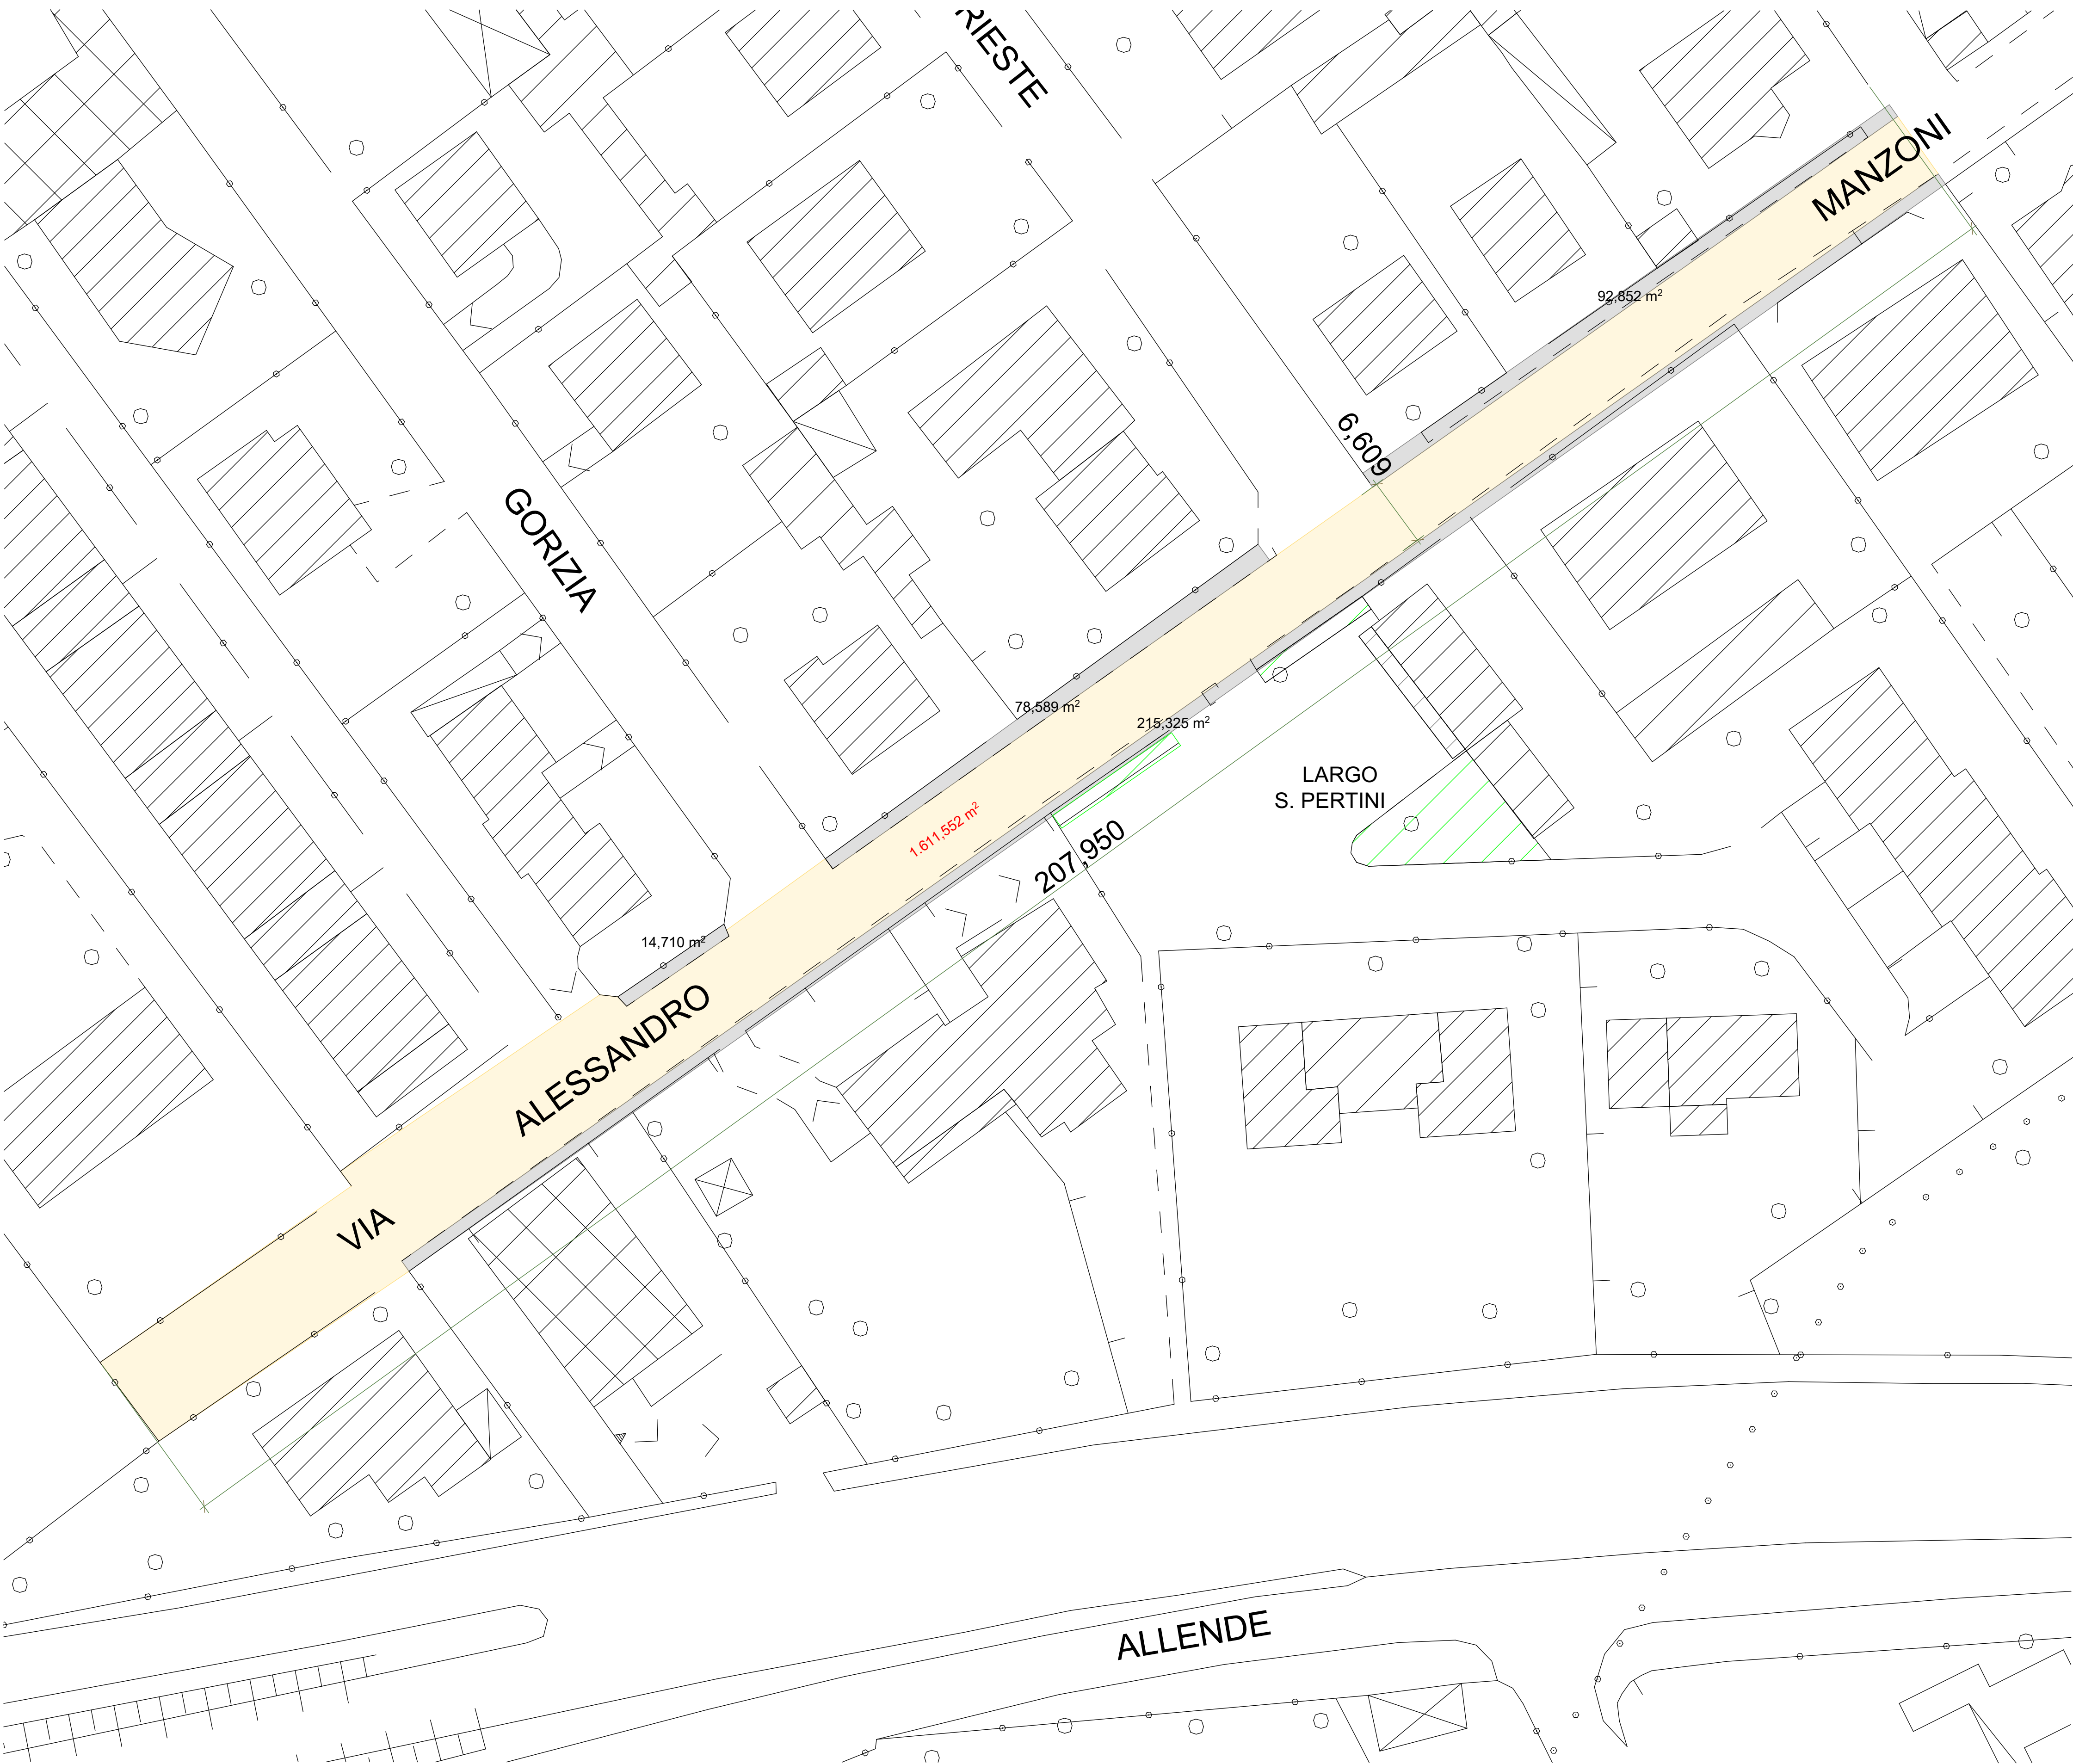 RIESTE
MANZONI
92,852 m²
6,609
GORIZIA
78,589 m²
215,325 m²
LARGO
S. PERTINI
1.611,552 m²
207,950
14,710 m²
ALESSANDRO
VIA
ALLENDE